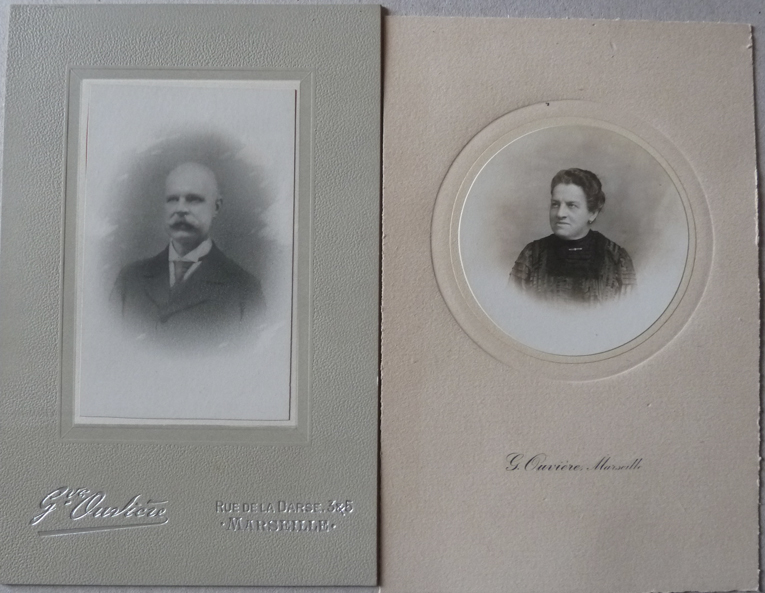 Gve Ouvière
RUE DE LA DARSE, 3&5
·MARSEILLE·
G. Ouvière, Marseille